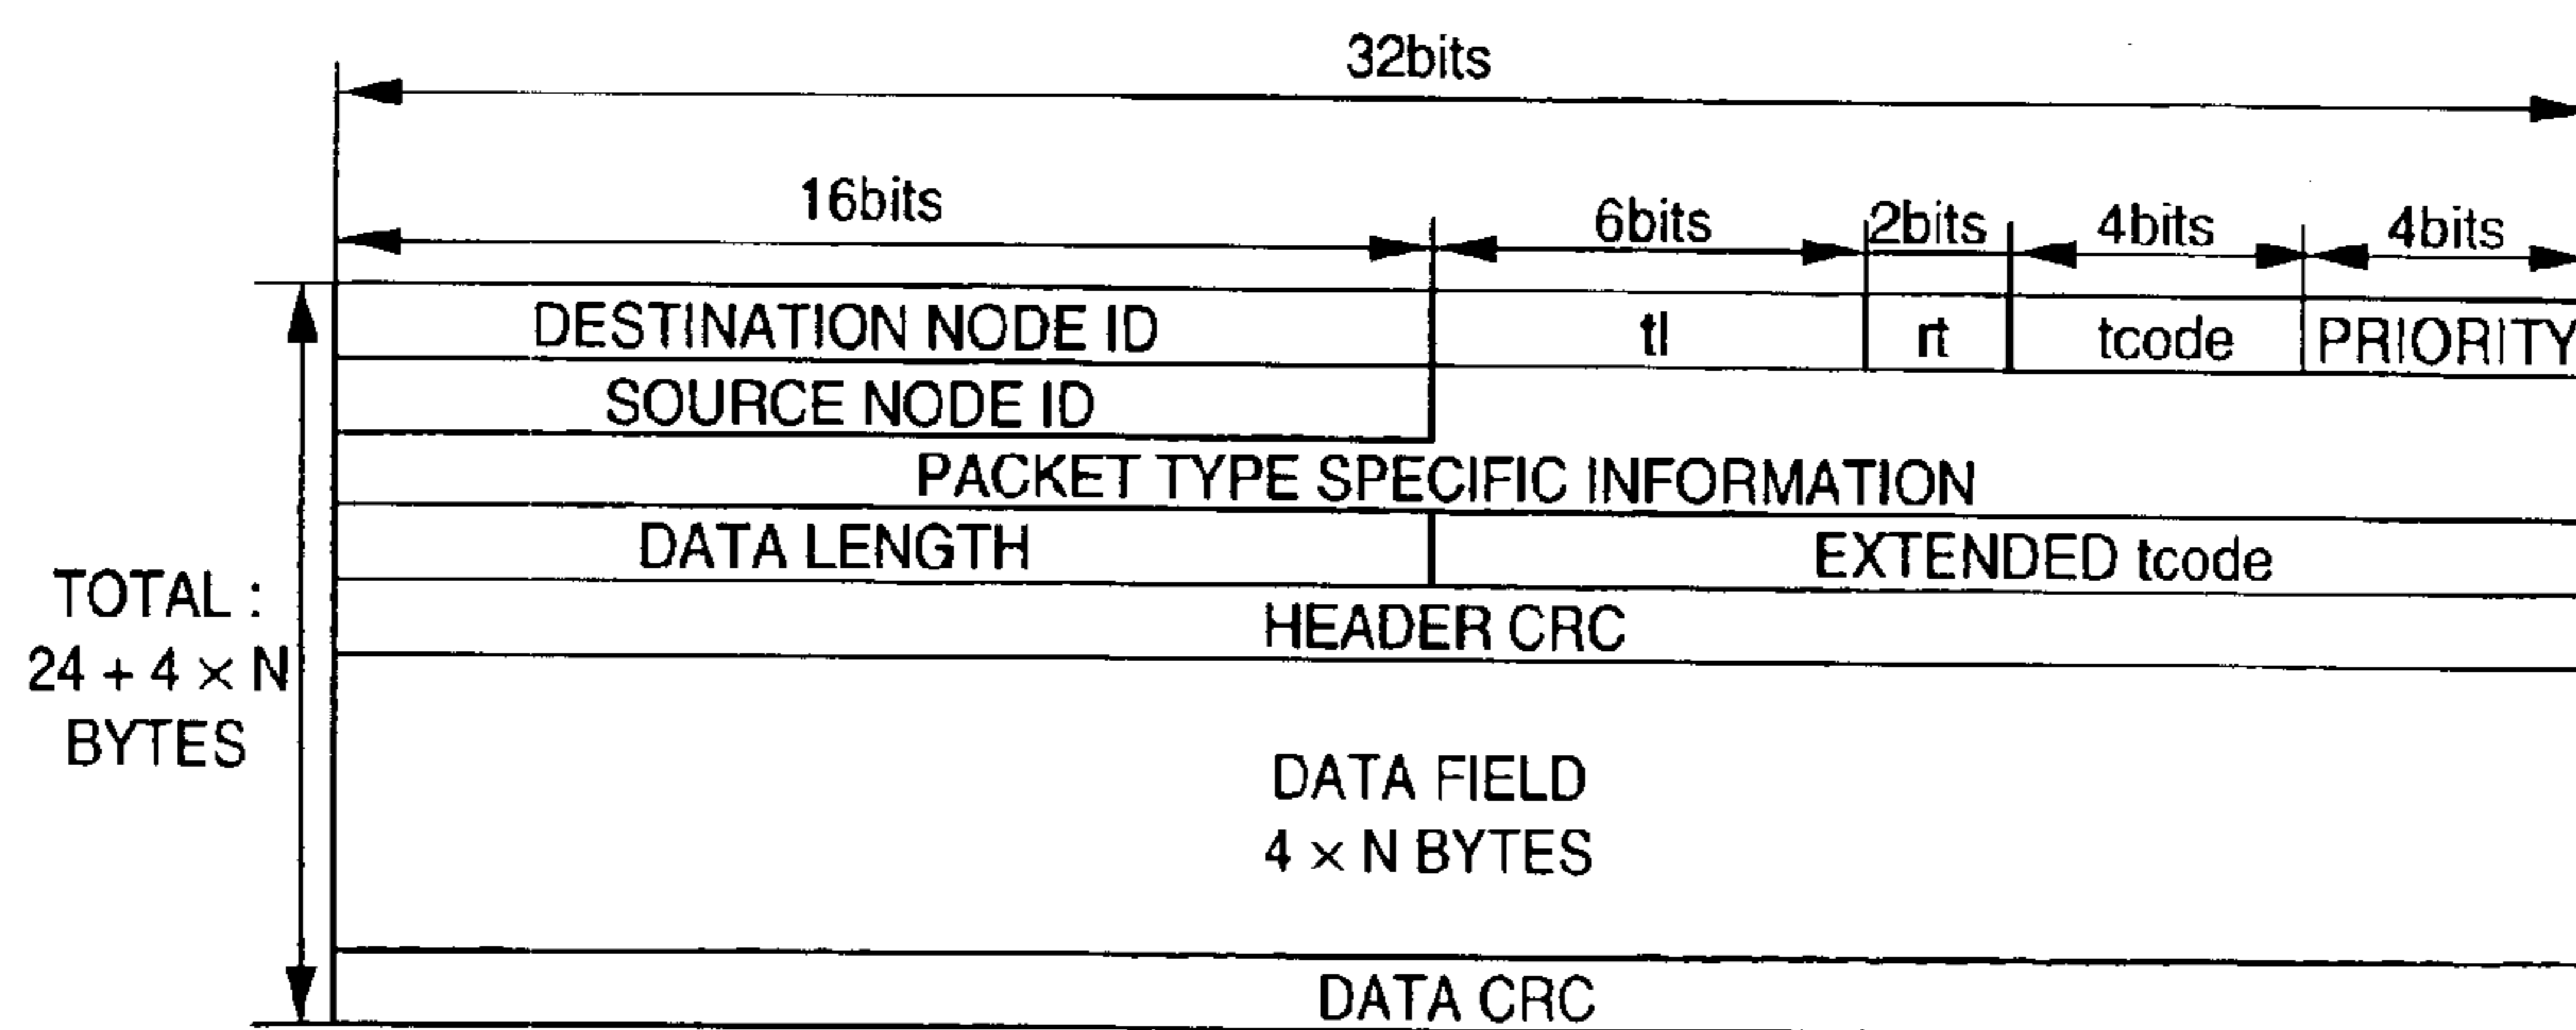 32bits
16bits 6bits 2bits 4bits 4bits
DESTINATION NODE ID tl rt tcode PRIORITY
SOURCE NODE ID
PACKET TYPE SPECIFIC INFORMATION
DATA LENGTH EXTENDED tcode
HEADER CRC
TOTAL :
24 + 4 × N
BYTES
DATA FIELD
4 × N BYTES
DATA CRC